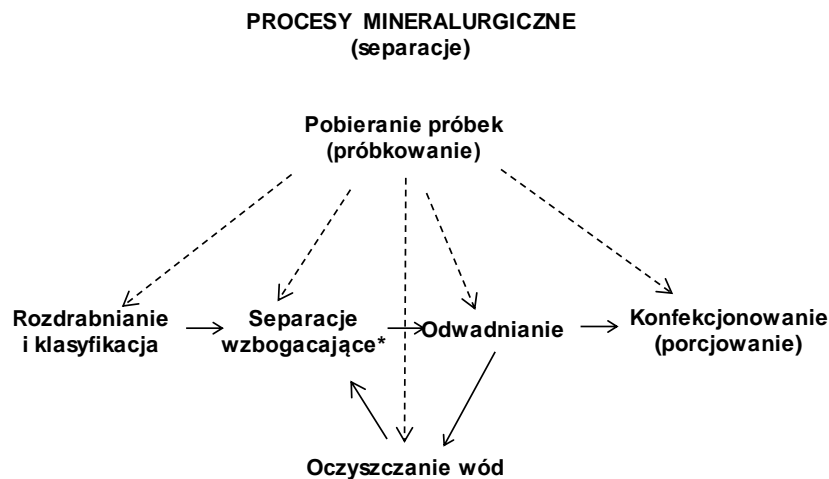 PROCESY MINERALURGICZNE
(separacje)
Pobieranie próbek
(próbkowanie)
Rozdrabnianie
i klasyfikacja
Separacje
wzbogacające*
Odwadnianie
Konfekcjonowanie
(porcjowanie)
Oczyszczanie wód